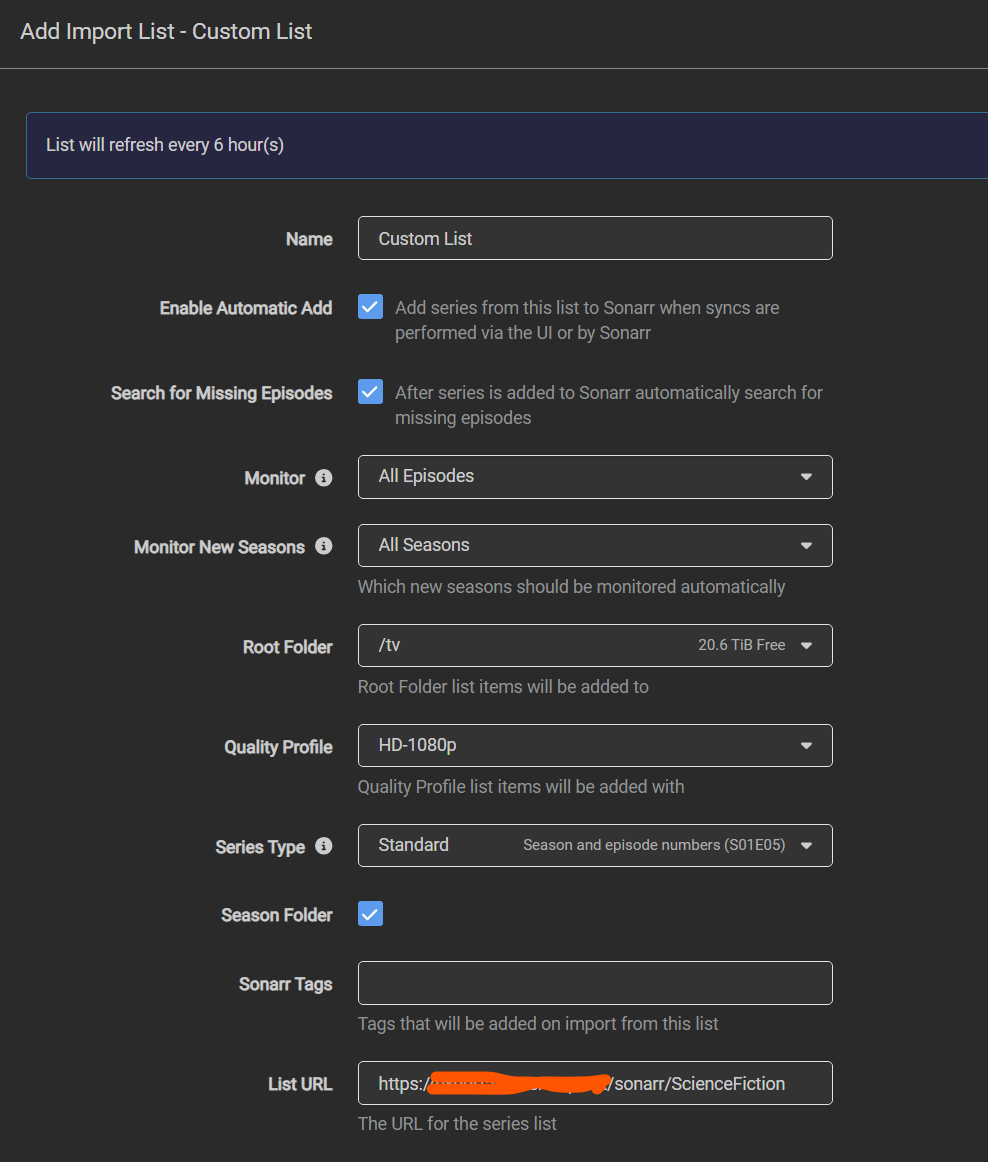 Add Import List - Custom List
List will refresh every 6 hour(s)
Name
Custom List
Enable Automatic Add
Add series from this list to Sonarr when syncs are
performed via the UI or by Sonarr
Search for Missing Episodes
After series is added to Sonarr automatically search for
missing episodes
Monitor
All Episodes
Monitor New Seasons
All Seasons
Which new seasons should be monitored automatically
Root Folder
/tv
20.6 TiB Free
Root Folder list items will be added to
Quality Profile
HD-1080p
Quality Profile list items will be added with
Series Type
Standard
Season and episode numbers (S01E05)
Season Folder
Sonarr Tags
Tags that will be added on import from this list
List URL
https:/ /sonarr/ScienceFiction
The URL for the series list